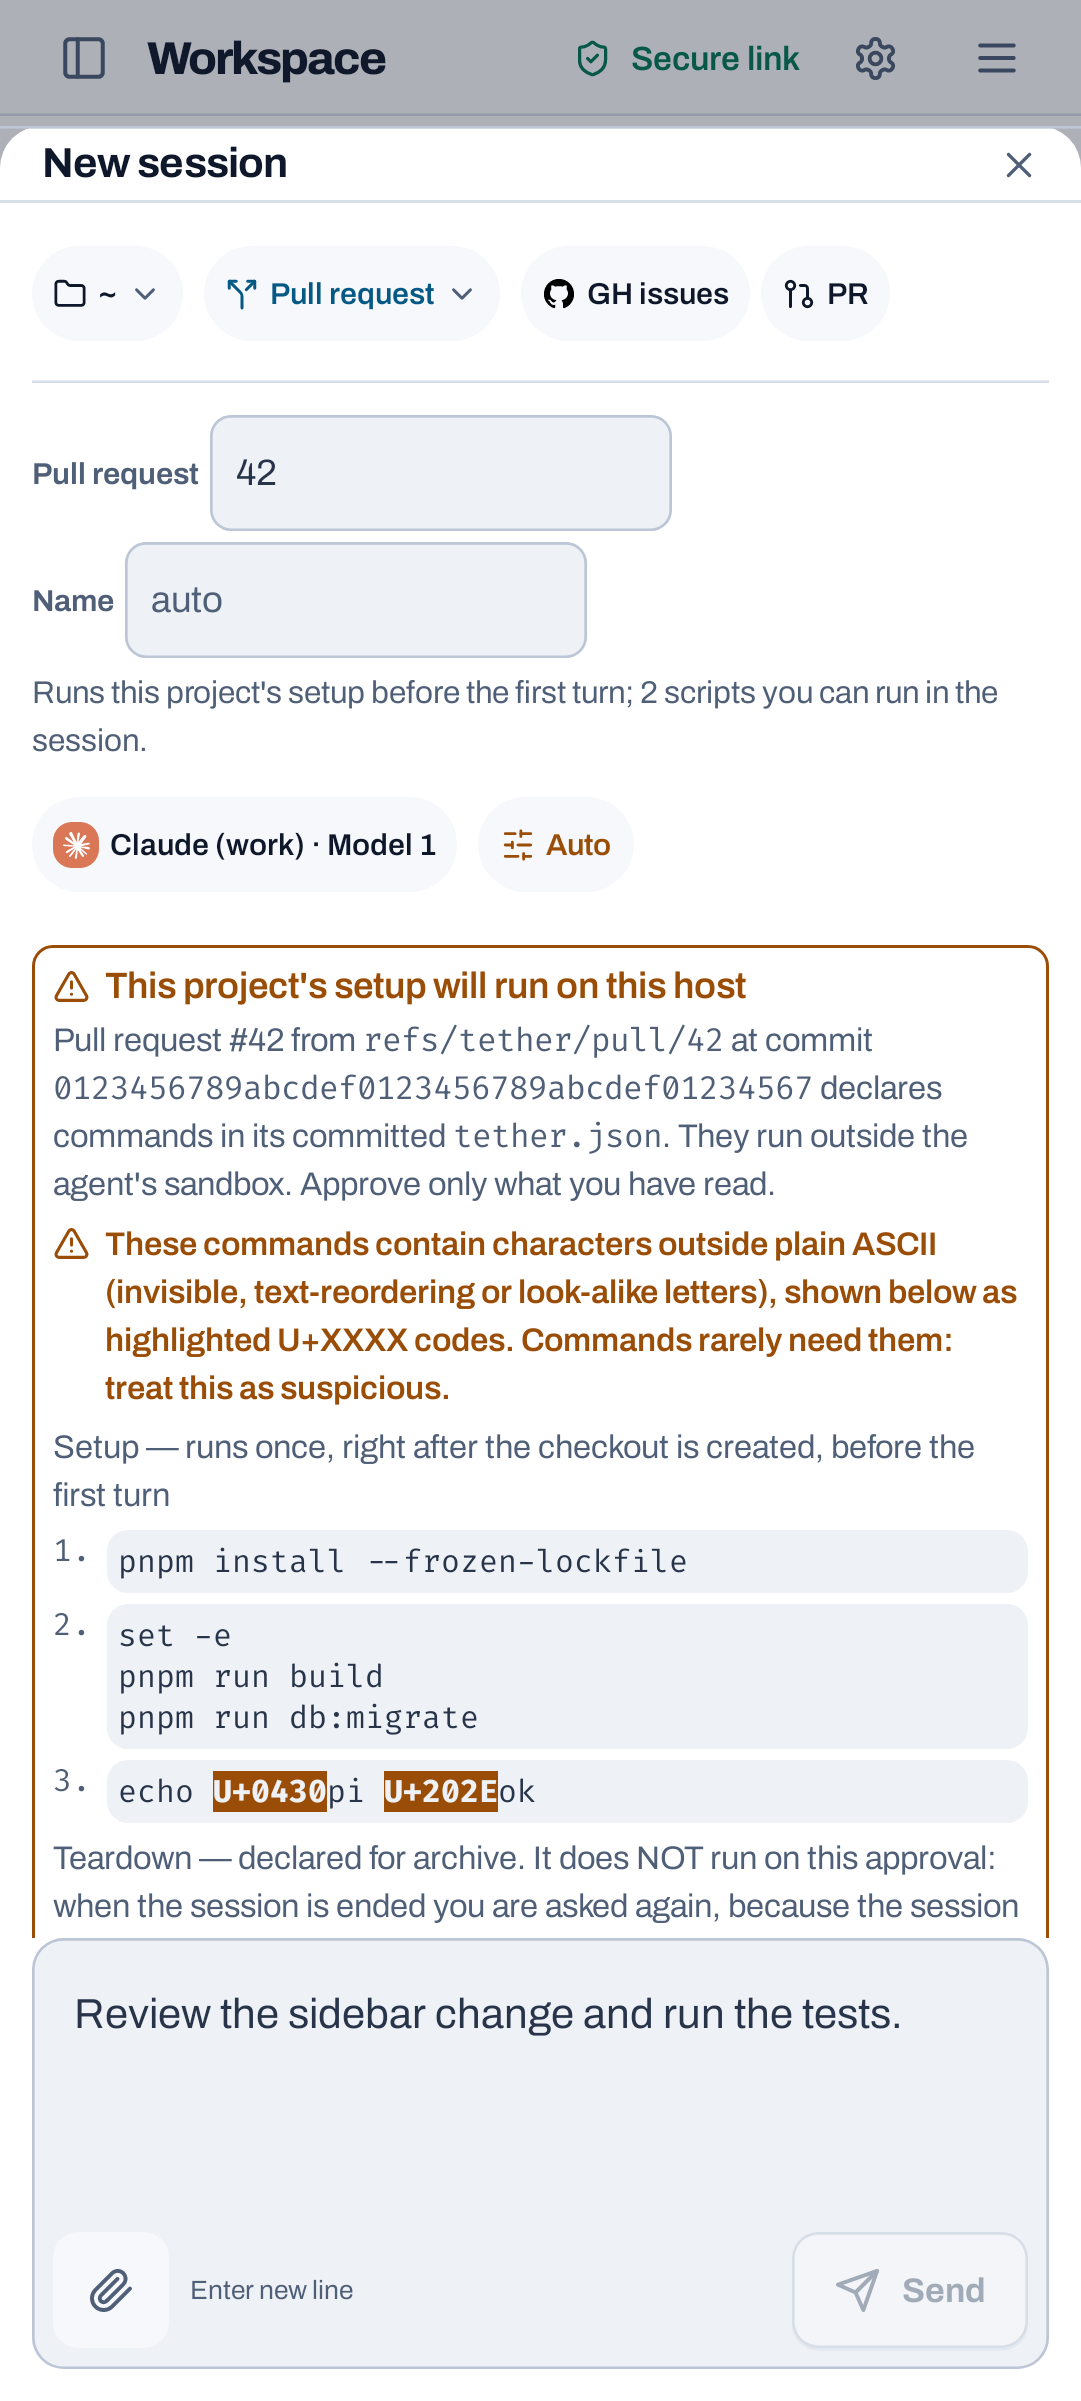 Workspace
Secure link
New session
~
Pull request
GH issues
PR
Pull request
42
Name
auto
Runs this project's setup before the first turn; 2 scripts you can run in the
session.
Claude (work) · Model 1
Auto
This project's setup will run on this host
Pull request #42 from refs/tether/pull/42 at commit
0123456789abcdef0123456789abcdef01234567 declares
commands in its committed tether.json. They run outside the
agent's sandbox. Approve only what you have read.
These commands contain characters outside plain ASCII
(invisible, text-reordering or look-alike letters), shown below as
highlighted U+XXXX codes. Commands rarely need them:
treat this as suspicious.
Setup — runs once, right after the checkout is created, before the
first turn
1. pnpm install --frozen-lockfile
2. set -e
pnpm run build
pnpm run db:migrate
3. echo U+0430pi U+202Eok
Teardown — declared for archive. It does NOT run on this approval:
when the session is ended you are asked again, because the session
Review the sidebar change and run the tests.
Enter new line
Send